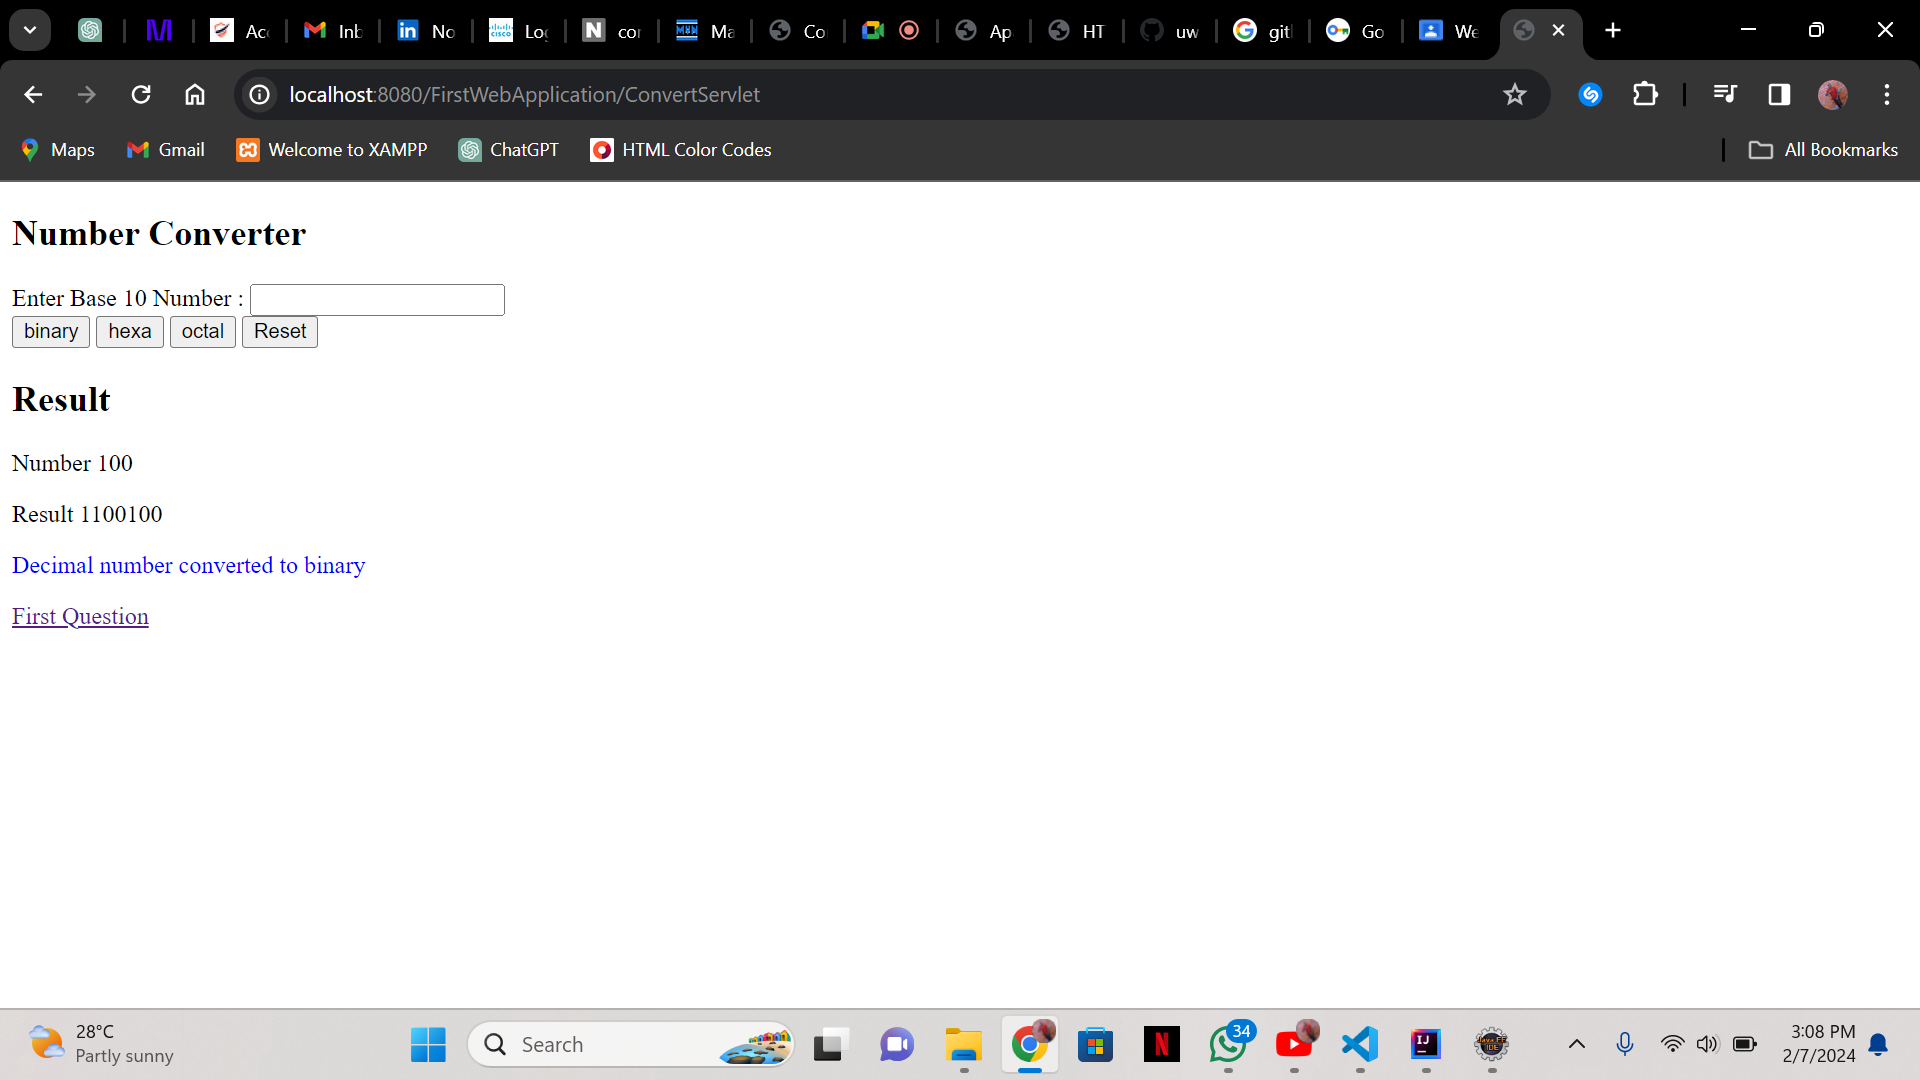 Acc Inb No Log cor Ma Co Ap HT uw git Go We
localhost:8080/FirstWebApplication/ConvertServlet
Maps Gmail Welcome to XAMPP ChatGPT HTML Color Codes All Bookmarks
Number Converter
Enter Base 10 Number :
binary hexa octal Reset
Result
Number 100
Result 1100100
Decimal number converted to binary
First Question
28°C
Partly sunny
Search
34
3:08 PM
2/7/2024